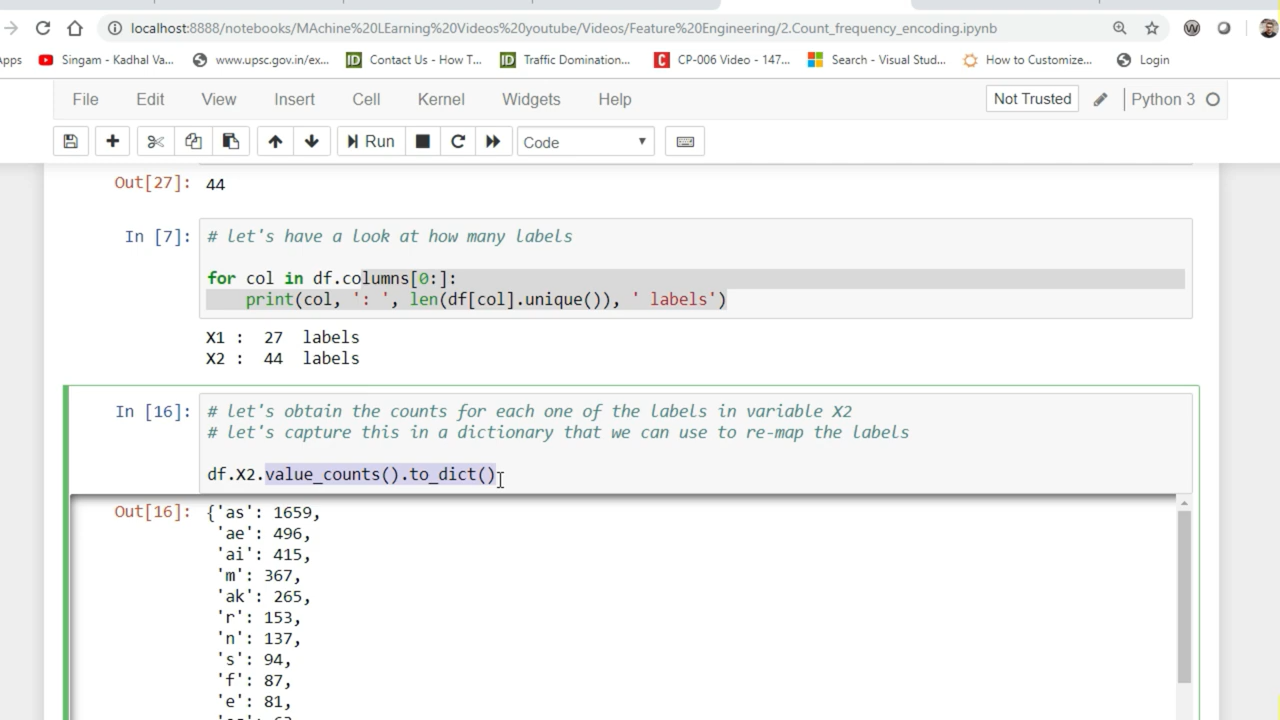 localhost:8888/notebooks/MAchine%20LEarning%20Videos%20youtube/Videos/Feature%20Engineering/2.Count_frequency_encoding.ipynb
Apps Singam - Kadhal Va... www.upsc.gov.in/ex... Contact Us - How T... Traffic Domination... CP-006 Video - 147... Search - Visual Stud... How to Customize... Login
File Edit View Insert Cell Kernel Widgets Help Not Trusted Python 3
Run Code
Out[27]: 44
In [7]: # let's have a look at how many labels
for col in df.columns[0:]:
print(col, ': ', len(df[col].unique()), ' labels')
X1 : 27 labels
X2 : 44 labels
In [16]: # let's obtain the counts for each one of the labels in variable X2
# let's capture this in a dictionary that we can use to re-map the labels
df.X2.value_counts().to_dict()
Out[16]: {'as': 1659,
'ae': 496,
'ai': 415,
'm': 367,
'ak': 265,
'r': 153,
'n': 137,
's': 94,
'f': 87,
'e': 81,